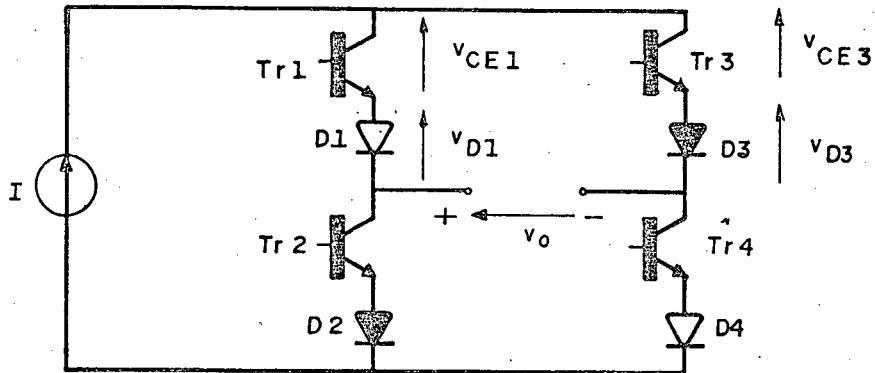 Tr1
vCE1
Tr3
vCE3
D1
vD1
D3
vD3
I
+
-
vo
Tr2
Tr4
D2
D4